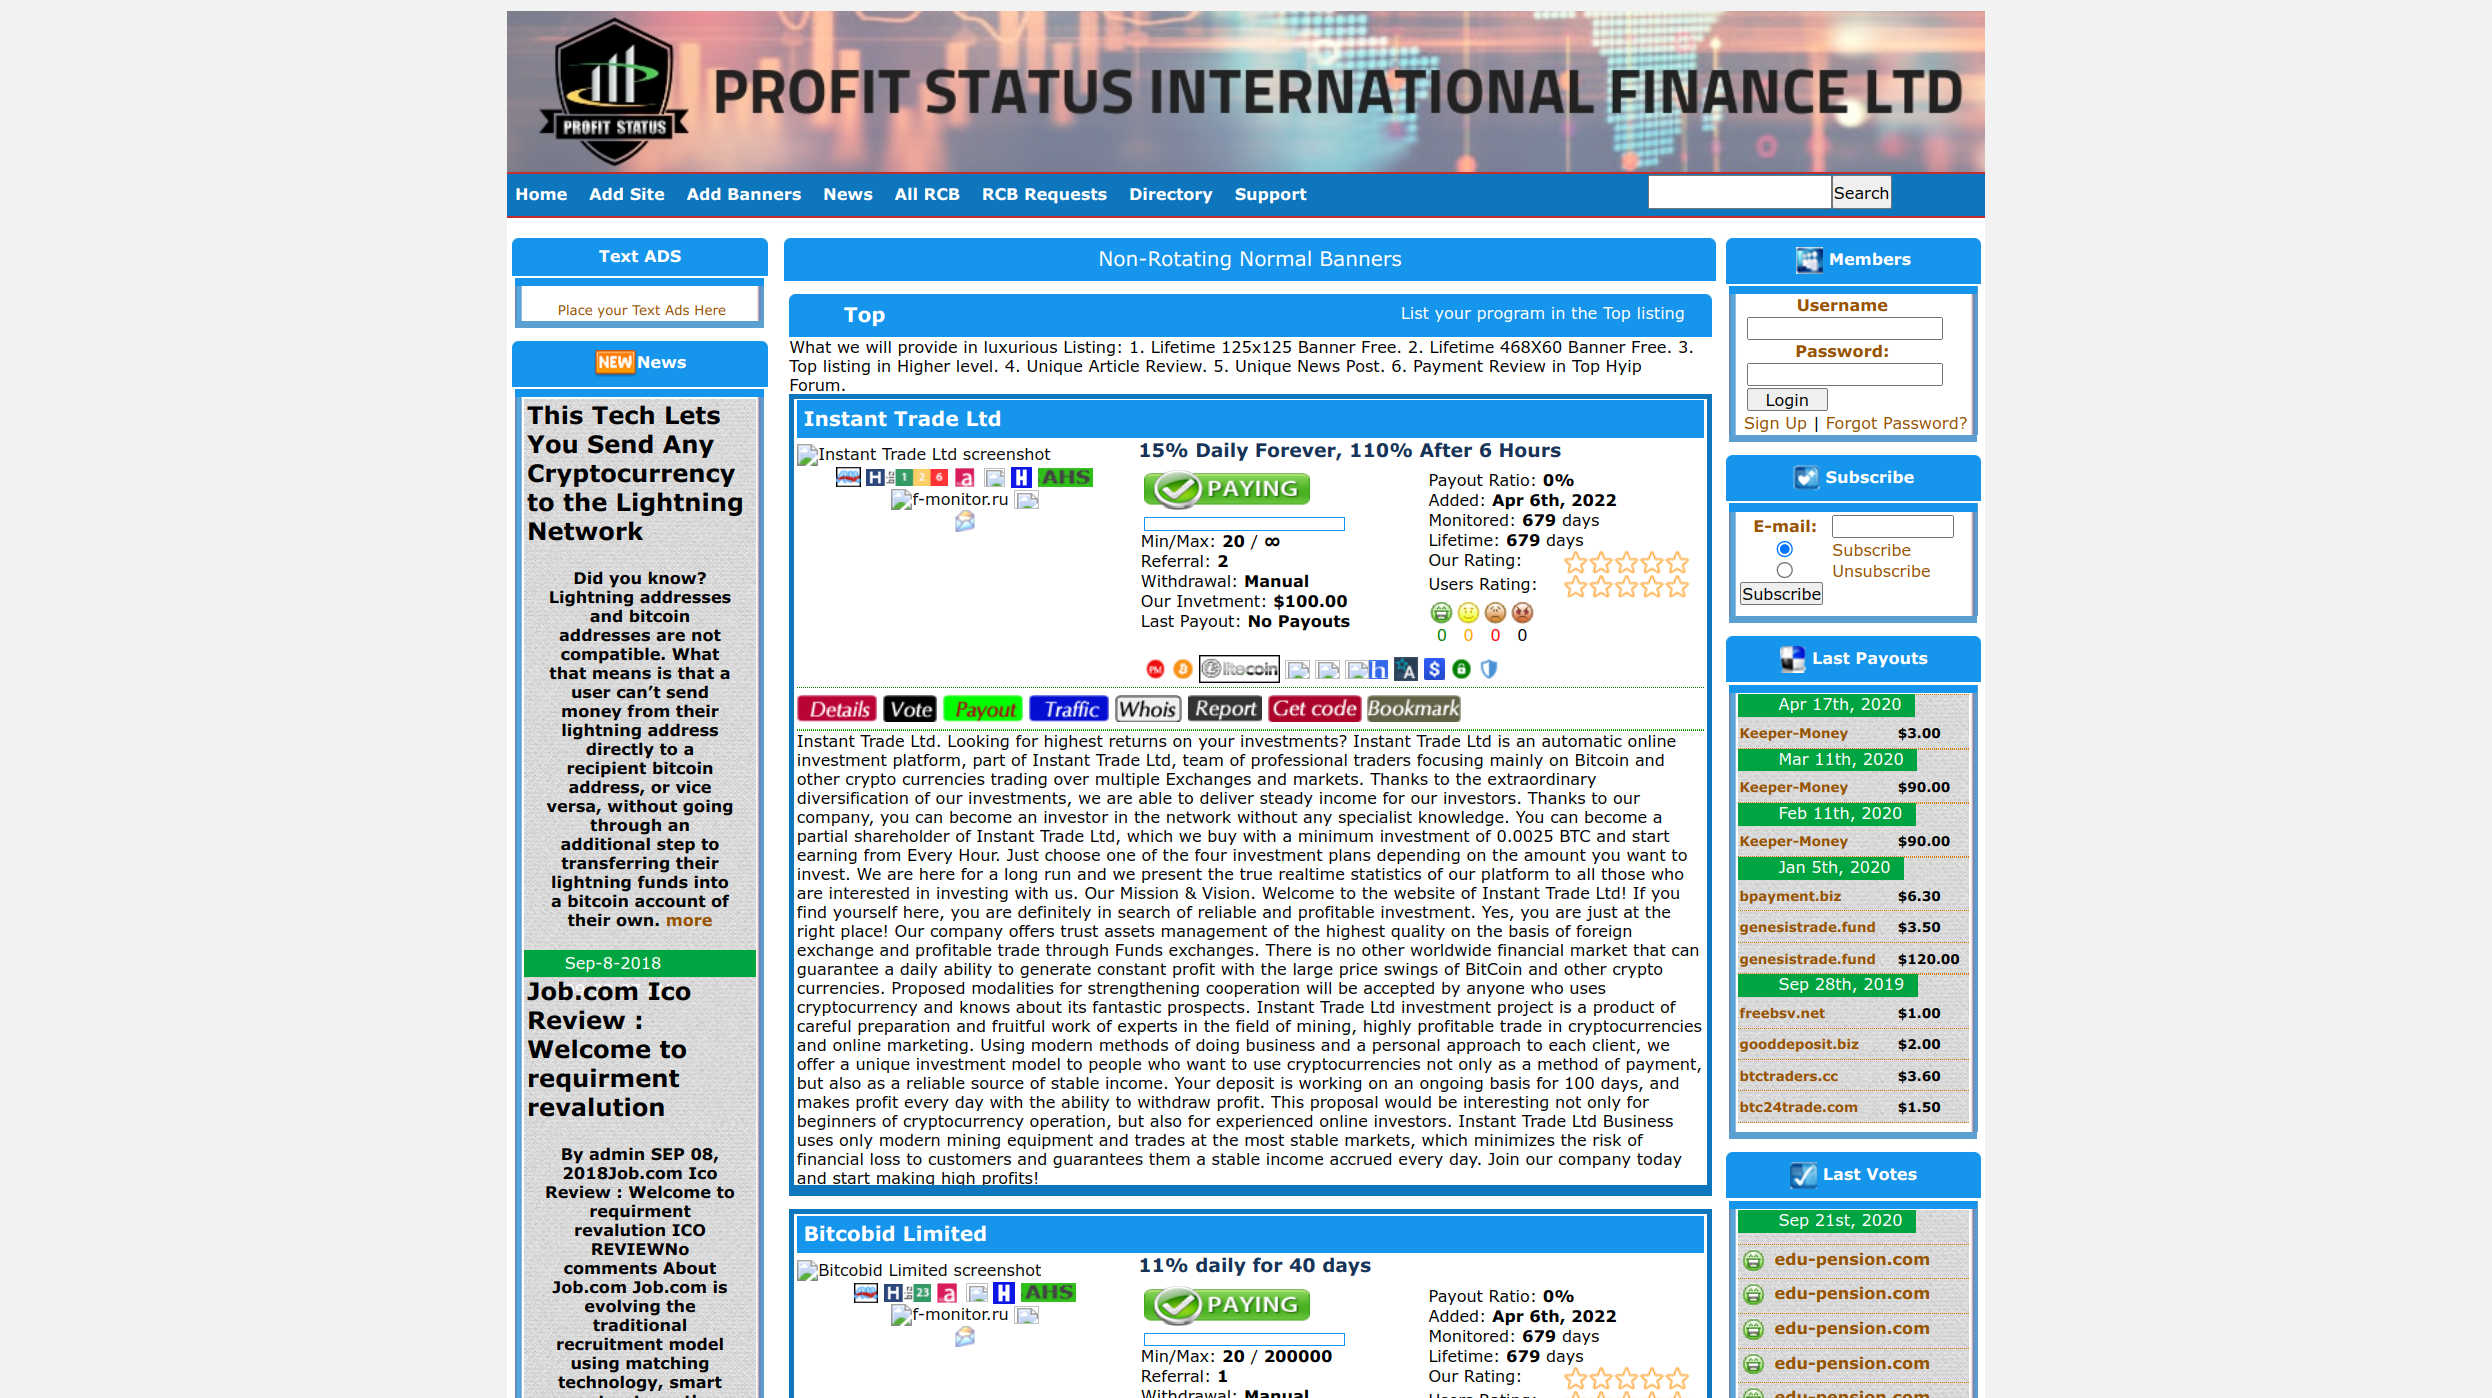 PROFIT STATUS
PROFIT STATUS INTERNATIONAL FINANCE LTD
Home Add Site Add Banners News All RCB RCB Requests Directory Support Search
Text ADS
Place your Text Ads Here
NEW News
This Tech Lets
You Send Any
Cryptocurrency
to the Lightning
Network
Did you know?
Lightning addresses
and bitcoin
addresses are not
compatible. What
that means is that a
user can’t send
money from their
lightning address
directly to a
recipient bitcoin
address, or vice
versa, without going
through an
additional step to
transferring their
lightning funds into
a bitcoin account of
their own. more
Sep-8-2018
Job.com Ico
Review :
Welcome to
requirment
revalution
By admin SEP 08,
2018Job.com Ico
Review : Welcome to
requirment
revalution ICO
REVIEWNo
comments About
Job.com Job.com is
evolving the
traditional
recruitment model
using matching
technology, smart
Non-Rotating Normal Banners
Top List your program in the Top listing
What we will provide in luxurious Listing: 1. Lifetime 125x125 Banner Free. 2. Lifetime 468X60 Banner Free. 3.
Top listing in Higher level. 4. Unique Article Review. 5. Unique News Post. 6. Payment Review in Top Hyip
Forum.
Instant Trade Ltd
Instant Trade Ltd screenshot
H biz 1 2 6 a H AHS
f-monitor.ru
15% Daily Forever, 110% After 6 Hours
PAYING
Min/Max: 20 / ∞
Referral: 2
Withdrawal: Manual
Our Invetment: $100.00
Last Payout: No Payouts
Payout Ratio: 0%
Added: Apr 6th, 2022
Monitored: 679 days
Lifetime: 679 days
Our Rating:
Users Rating:
0 0 0 0
PM litecoin h A $
Details Vote Payout Traffic Whois Report Get code Bookmark
Instant Trade Ltd. Looking for highest returns on your investments? Instant Trade Ltd is an automatic online
investment platform, part of Instant Trade Ltd, team of professional traders focusing mainly on Bitcoin and
other crypto currencies trading over multiple Exchanges and markets. Thanks to the extraordinary
diversification of our investments, we are able to deliver steady income for our investors. Thanks to our
company, you can become an investor in the network without any specialist knowledge. You can become a
partial shareholder of Instant Trade Ltd, which we buy with a minimum investment of 0.0025 BTC and start
earning from Every Hour. Just choose one of the four investment plans depending on the amount you want to
invest. We are here for a long run and we present the true realtime statistics of our platform to all those who
are interested in investing with us. Our Mission & Vision. Welcome to the website of Instant Trade Ltd! If you
find yourself here, you are definitely in search of reliable and profitable investment. Yes, you are just at the
right place! Our company offers trust assets management of the highest quality on the basis of foreign
exchange and profitable trade through Funds exchanges. There is no other worldwide financial market that can
guarantee a daily ability to generate constant profit with the large price swings of BitCoin and other crypto
currencies. Proposed modalities for strengthening cooperation will be accepted by anyone who uses
cryptocurrency and knows about its fantastic prospects. Instant Trade Ltd investment project is a product of
careful preparation and fruitful work of experts in the field of mining, highly profitable trade in cryptocurrencies
and online marketing. Using modern methods of doing business and a personal approach to each client, we
offer a unique investment model to people who want to use cryptocurrencies not only as a method of payment,
but also as a reliable source of stable income. Your deposit is working on an ongoing basis for 100 days, and
makes profit every day with the ability to withdraw profit. This proposal would be interesting not only for
beginners of cryptocurrency operation, but also for experienced online investors. Instant Trade Ltd Business
uses only modern mining equipment and trades at the most stable markets, which minimizes the risk of
financial loss to customers and guarantees them a stable income accrued every day. Join our company today
and start making high profits!
Bitcobid Limited
Bitcobid Limited screenshot
H biz 23 a H AHS
f-monitor.ru
11% daily for 40 days
PAYING
Min/Max: 20 / 200000
Referral: 1
Withdrawal: Manual
Payout Ratio: 0%
Added: Apr 6th, 2022
Monitored: 679 days
Lifetime: 679 days
Our Rating:
Members
Username
Password:
Login
Sign Up | Forgot Password?
Subscribe
E-mail:
Subscribe
Unsubscribe
Subscribe
Last Payouts
Apr 17th, 2020
Keeper-Money $3.00
Mar 11th, 2020
Keeper-Money $90.00
Feb 11th, 2020
Keeper-Money $90.00
Jan 5th, 2020
bpayment.biz $6.30
genesistrade.fund $3.50
genesistrade.fund $120.00
Sep 28th, 2019
freebsv.net $1.00
gooddeposit.biz $2.00
btctraders.cc $3.60
btc24trade.com $1.50
Last Votes
Sep 21st, 2020
edu-pension.com
edu-pension.com
edu-pension.com
edu-pension.com
edu-pension.com